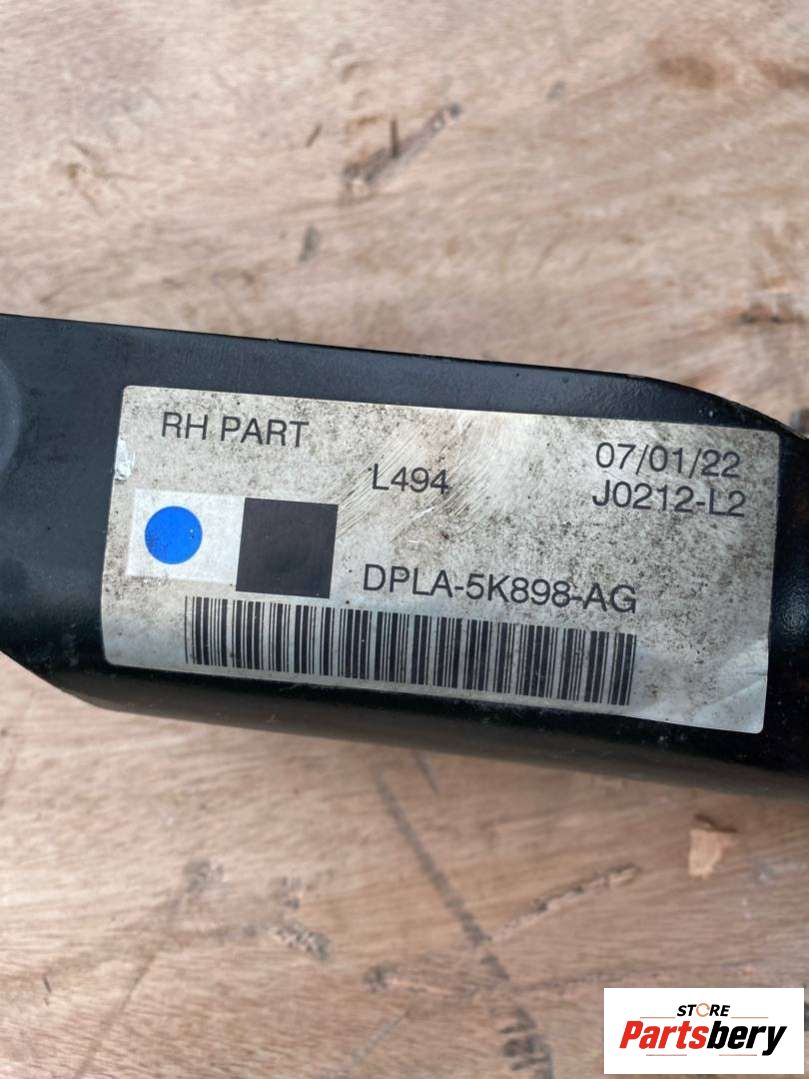 RH PART
L494
07/01/22
J0212-L2
DPLA-5K898-AG
STORE
Partsbery